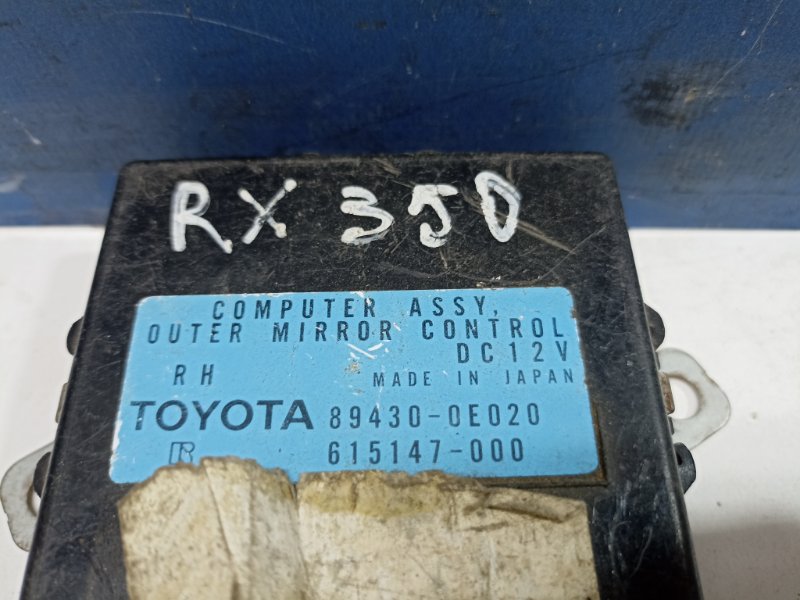 RX 350
COMPUTER ASSY,
OUTER MIRROR CONTROL
DC12V
RH MADE IN JAPAN
TOYOTA 89430-0E020
R 615147-000